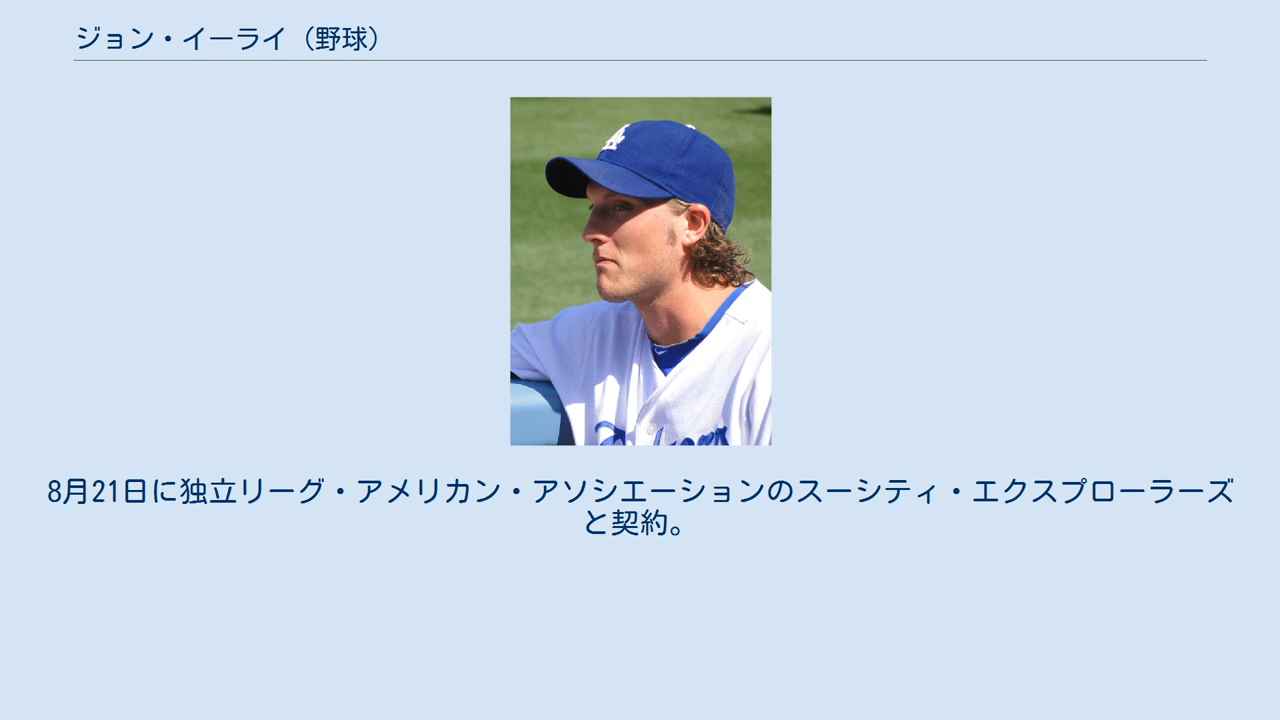 ジョン・イーライ（野球）
LA
8月21日に独立リーグ・アメリカン・アソシエーションのスーシティ・エクスプローラーズ
と契約。